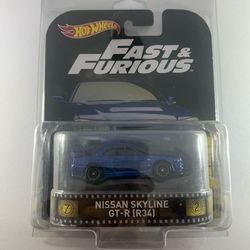 Hot Wheels
FAST &
FURIOUS
NISSAN SKYLINE
GT-R [R34]